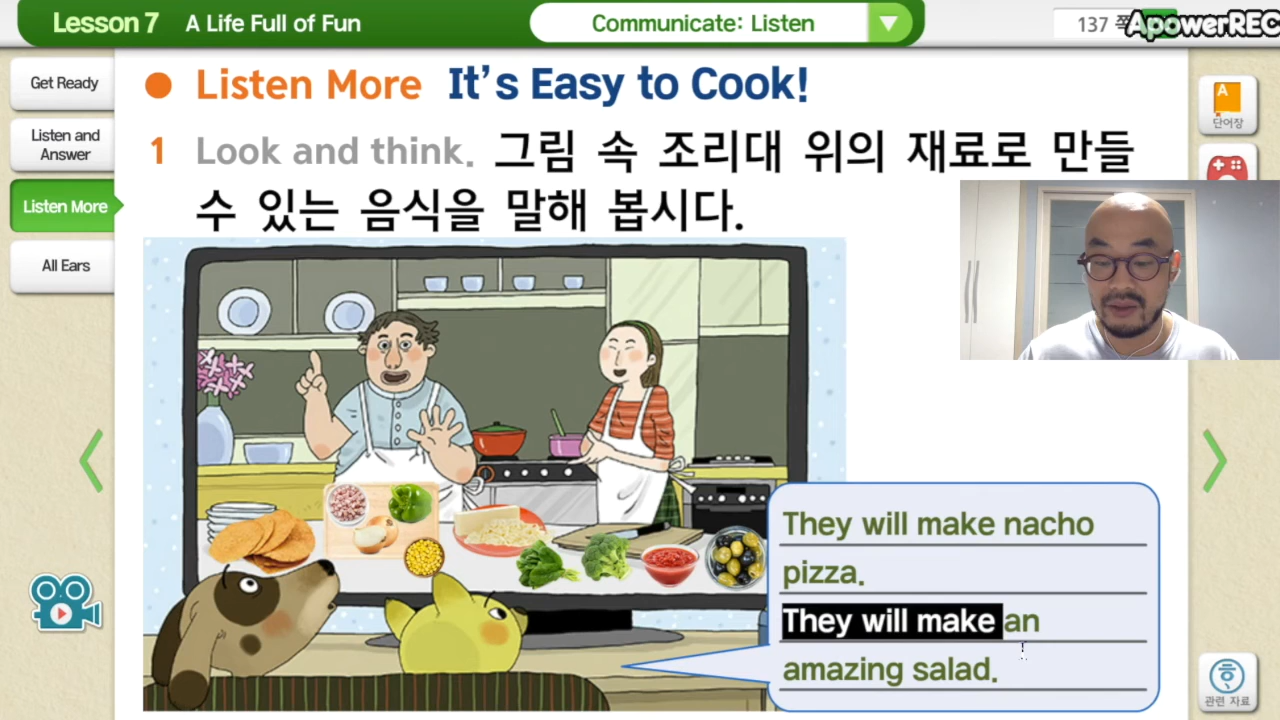 Lesson 7 A Life Full of Fun
Communicate: Listen
137 쪽
ApowerREC
Get Ready
Listen and
Answer
Listen More
All Ears
Listen More It's Easy to Cook!
1 Look and think. 그림 속 조리대 위의 재료로 만들
수 있는 음식을 말해 봅시다.
A
단어장
They will make nacho
pizza.
They will make an
amazing salad.
흥
관련 자료